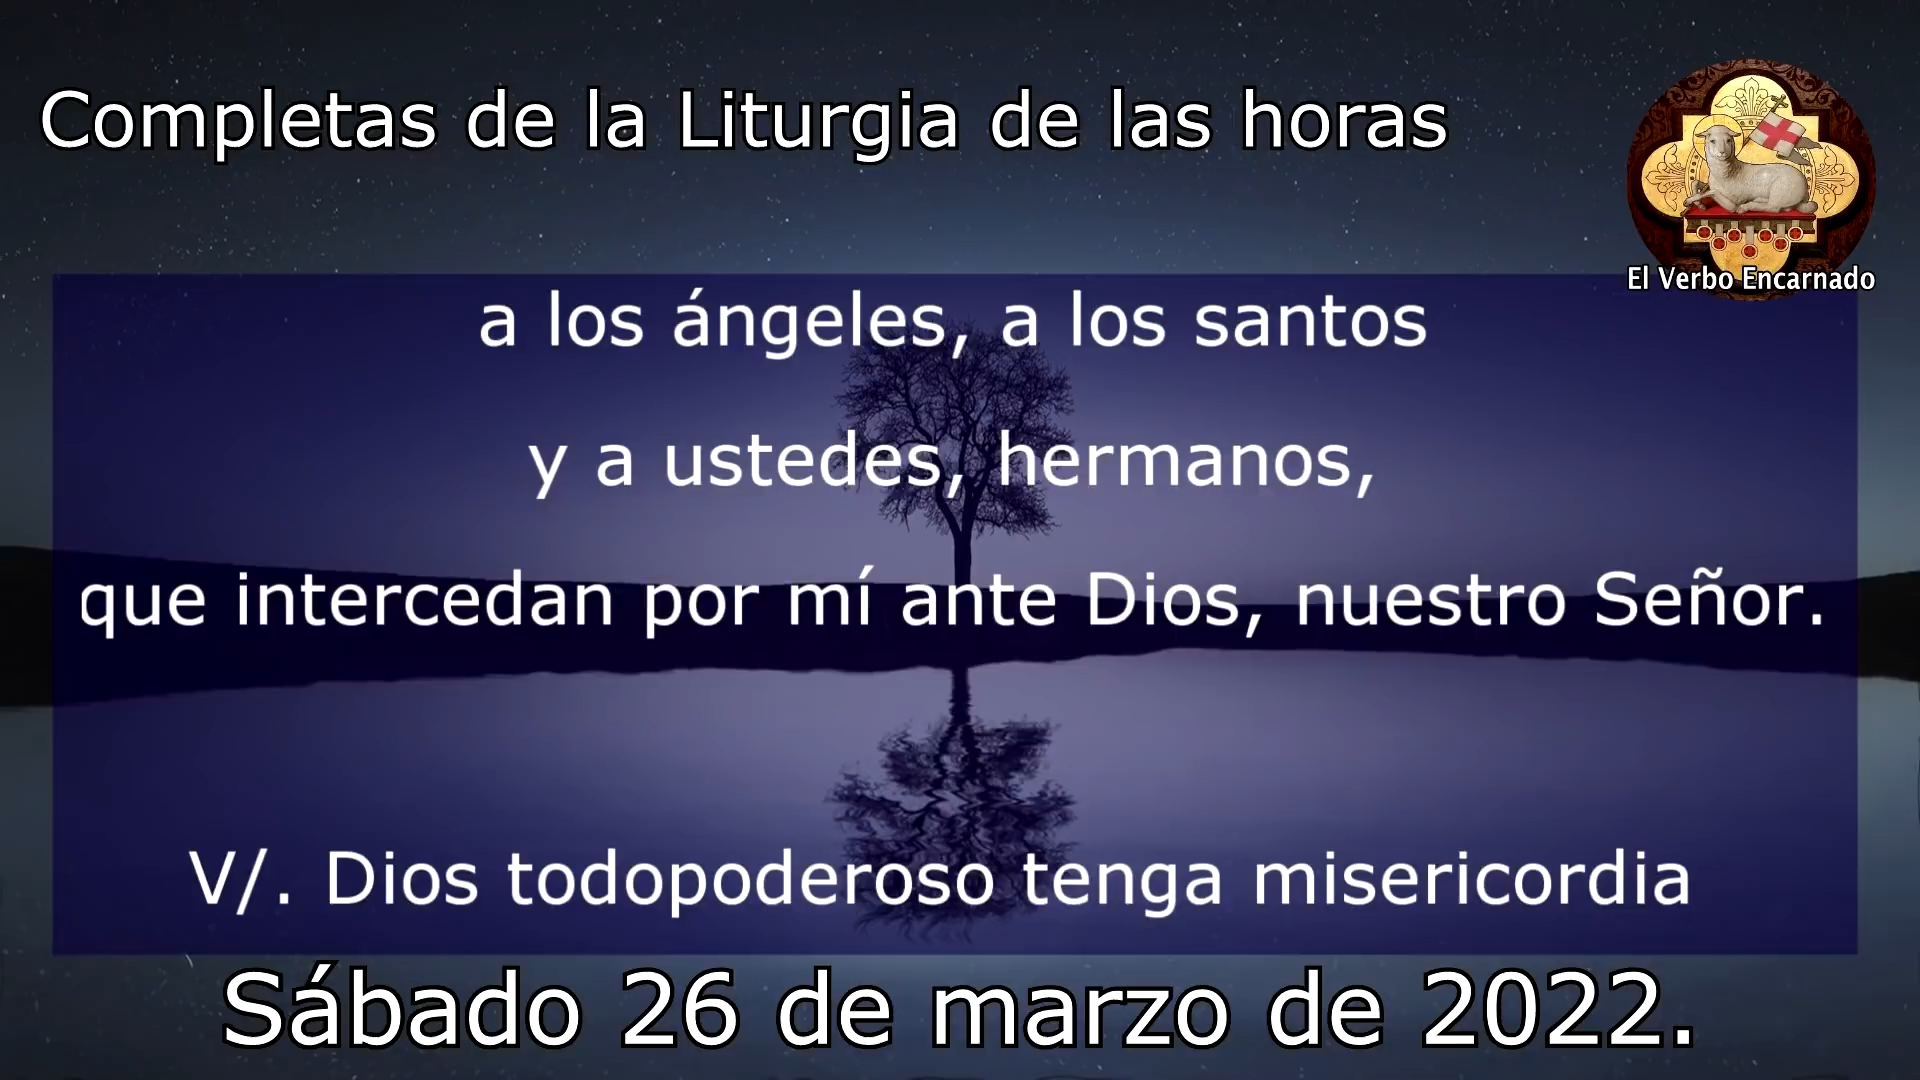 Completas de la Liturgia de las horas
El Verbo Encarnado
a los ángeles, a los santos
y a ustedes, hermanos,
que intercedan por mí ante Dios, nuestro Señor.
V/. Dios todopoderoso tenga misericordia
Sábado 26 de marzo de 2022.